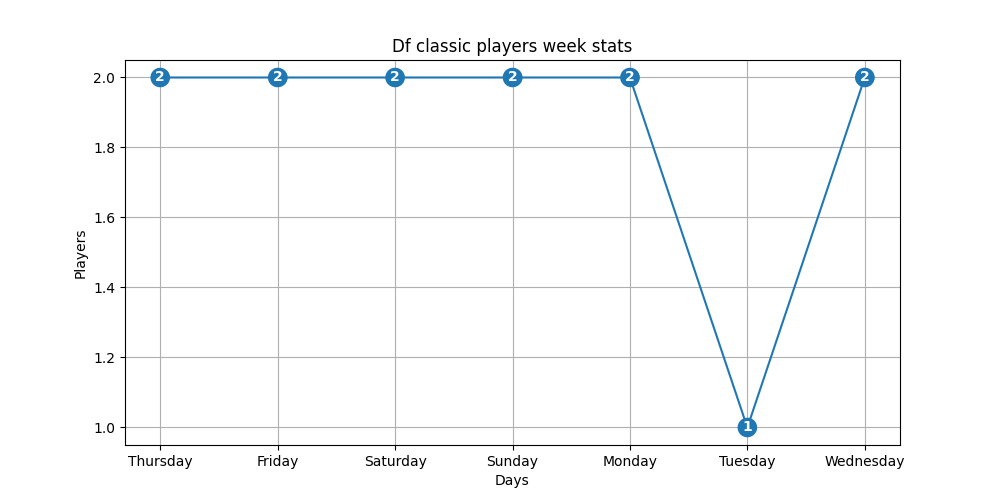 Df classic players week stats
2.0
1.8
1.6
1.4
1.2
1.0
Players
2 2 2 2 2 1 2
Thursday Friday Saturday Sunday Monday Tuesday Wednesday
Days